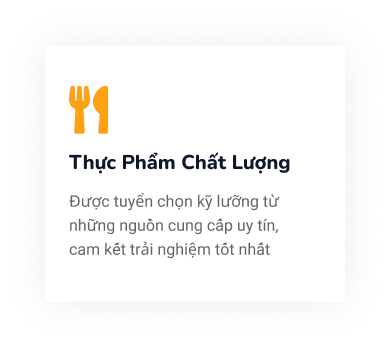 Thực Phẩm Chất Lượng
Được tuyển chọn kỹ lưỡng từ
những nguồn cung cấp uy tín,
cam kết trải nghiệm tốt nhất